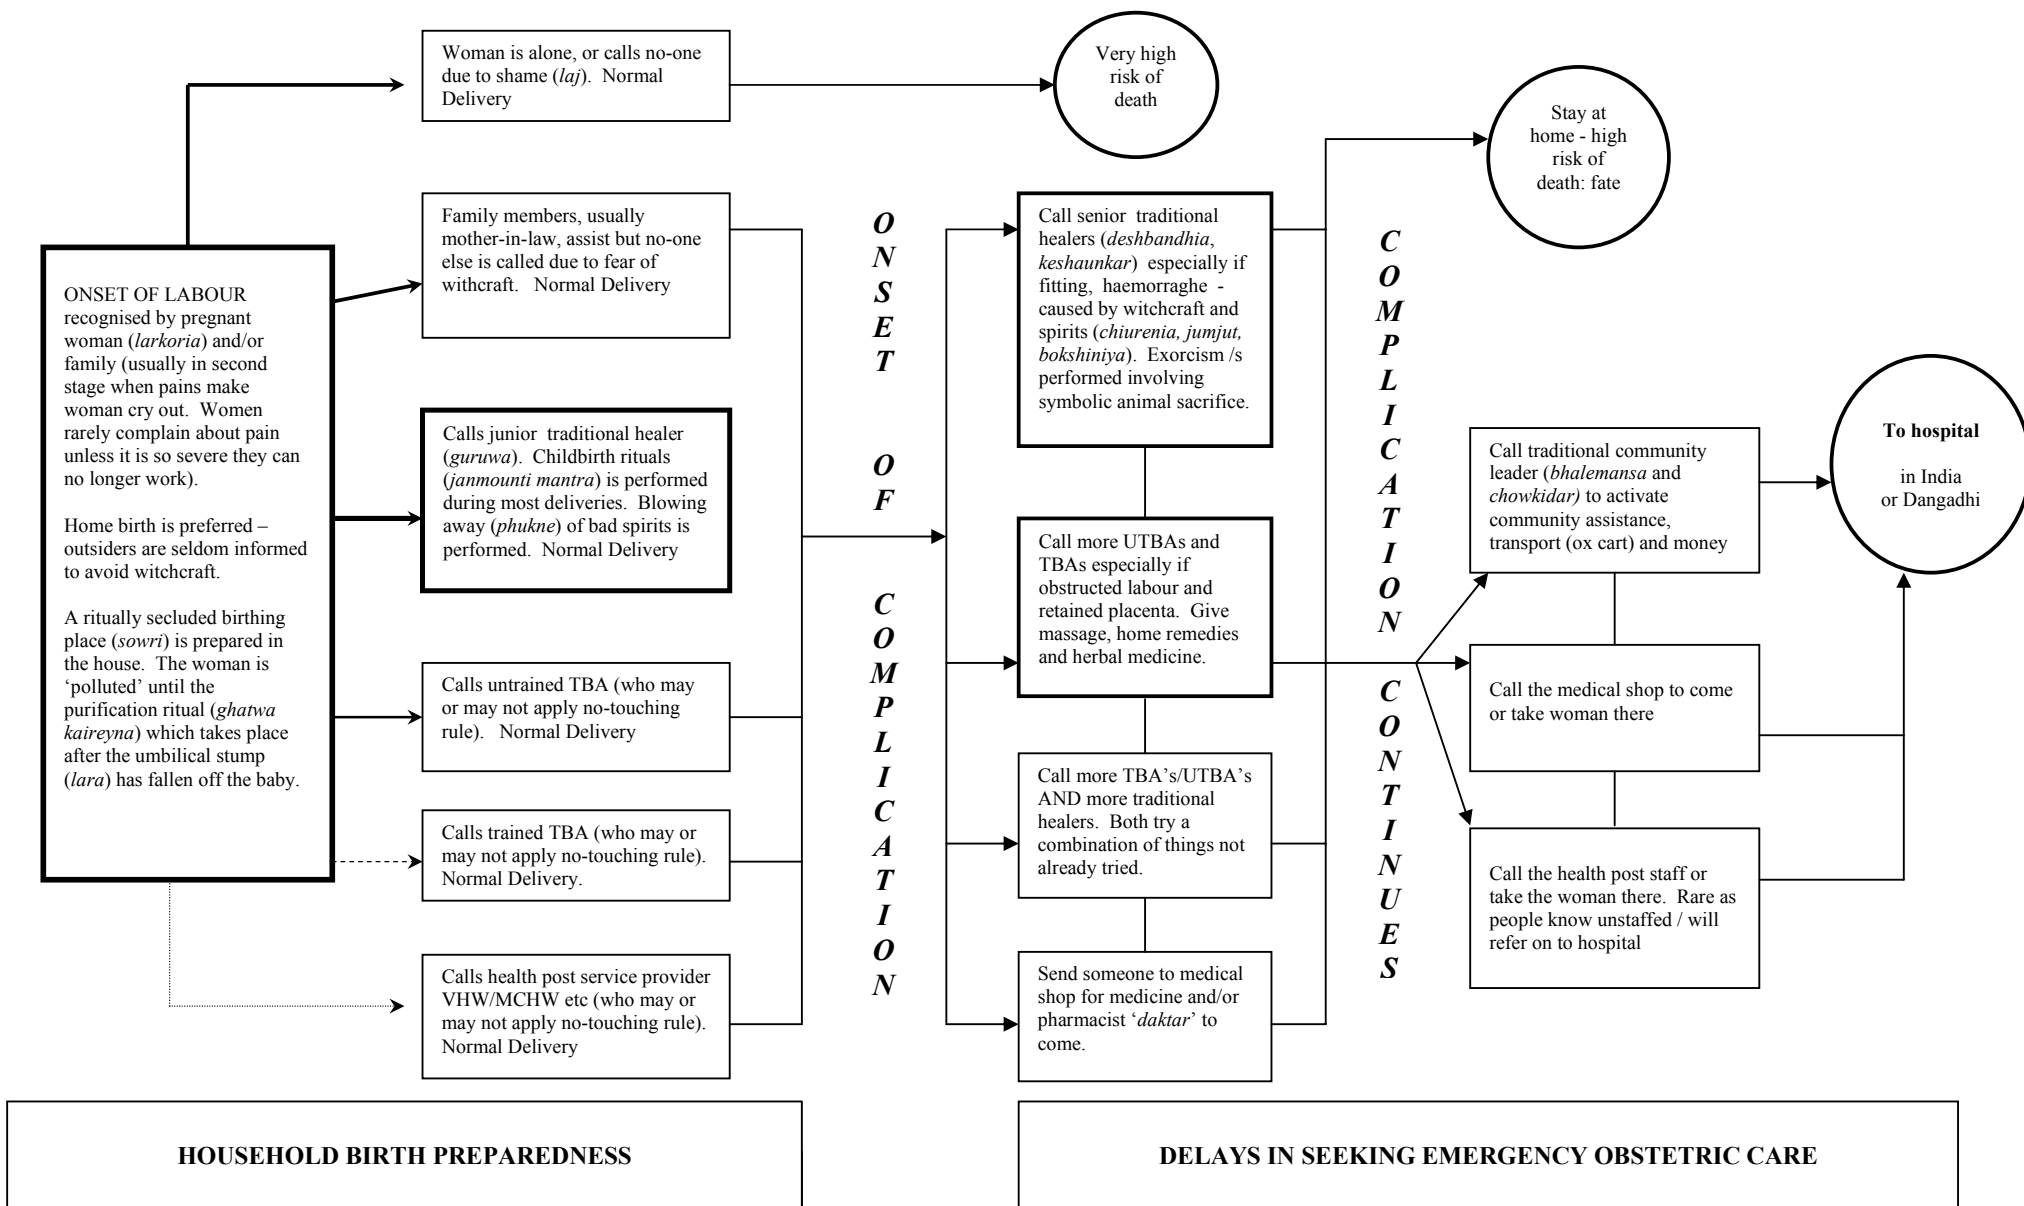 Woman is alone, or calls no-one
due to shame (laj).  Normal
Delivery
Very high
risk of
death
Stay at
home - high
risk of
death: fate
ONSET OF LABOUR
recognised by pregnant
woman (larkoria) and/or
family (usually in second
stage when pains make
woman cry out.  Women
rarely complain about pain
unless it is so severe they can
no longer work).
Home birth is preferred –
outsiders are seldom informed
to avoid witchcraft.
A ritually secluded birthing
place (sowri) is prepared in
the house.  The woman is
‘polluted’ until the
purification ritual (ghatwa
kaireyna) which takes place
after the umbilical stump
(lara) has fallen off the baby.
Family members, usually
mother-in-law, assist but no-one
else is called due to fear of
withcraft.   Normal Delivery
Calls junior  traditional healer
(guruwa).  Childbirth rituals
(janmounti mantra) is performed
during most deliveries.  Blowing
away (phukne) of bad spirits is
performed.  Normal Delivery
Calls untrained TBA (who may
or may not apply no-touching
rule).   Normal Delivery
Calls trained TBA (who may or
may not apply no-touching rule).
Normal Delivery.
Calls health post service provider
VHW/MCHW etc (who may or
may not apply no-touching rule).
Normal Delivery
ONSET OF COMPLICATION
Call senior  traditional
healers (deshbandhia,
keshaunkar)  especially if
fitting, haemorraghe  -
caused by witchcraft and
spirits (chiurenia, jumjut,
bokshiniya).  Exorcism /s
performed involving
symbolic animal sacrifice.
Call more UTBAs and
TBAs especially if
obstructed labour and
retained placenta.  Give
massage, home remedies
and herbal medicine.
Call more TBA’s/UTBA’s
AND more traditional
healers.  Both try a
combination of things not
already tried.
Send someone to medical
shop for medicine and/or
pharmacist ‘daktar’ to
come.
COMPLICATION CONTINUES
Call traditional community
leader (bhalemansa and
chowkidar) to activate
community assistance,
transport (ox cart) and money
Call the medical shop to come
or take woman there
Call the health post staff or
take the woman there.  Rare as
people know unstaffed / will
refer on to hospital
To hospital
in India
or Dangadhi
HOUSEHOLD BIRTH PREPAREDNESS
DELAYS IN SEEKING EMERGENCY OBSTETRIC CARE